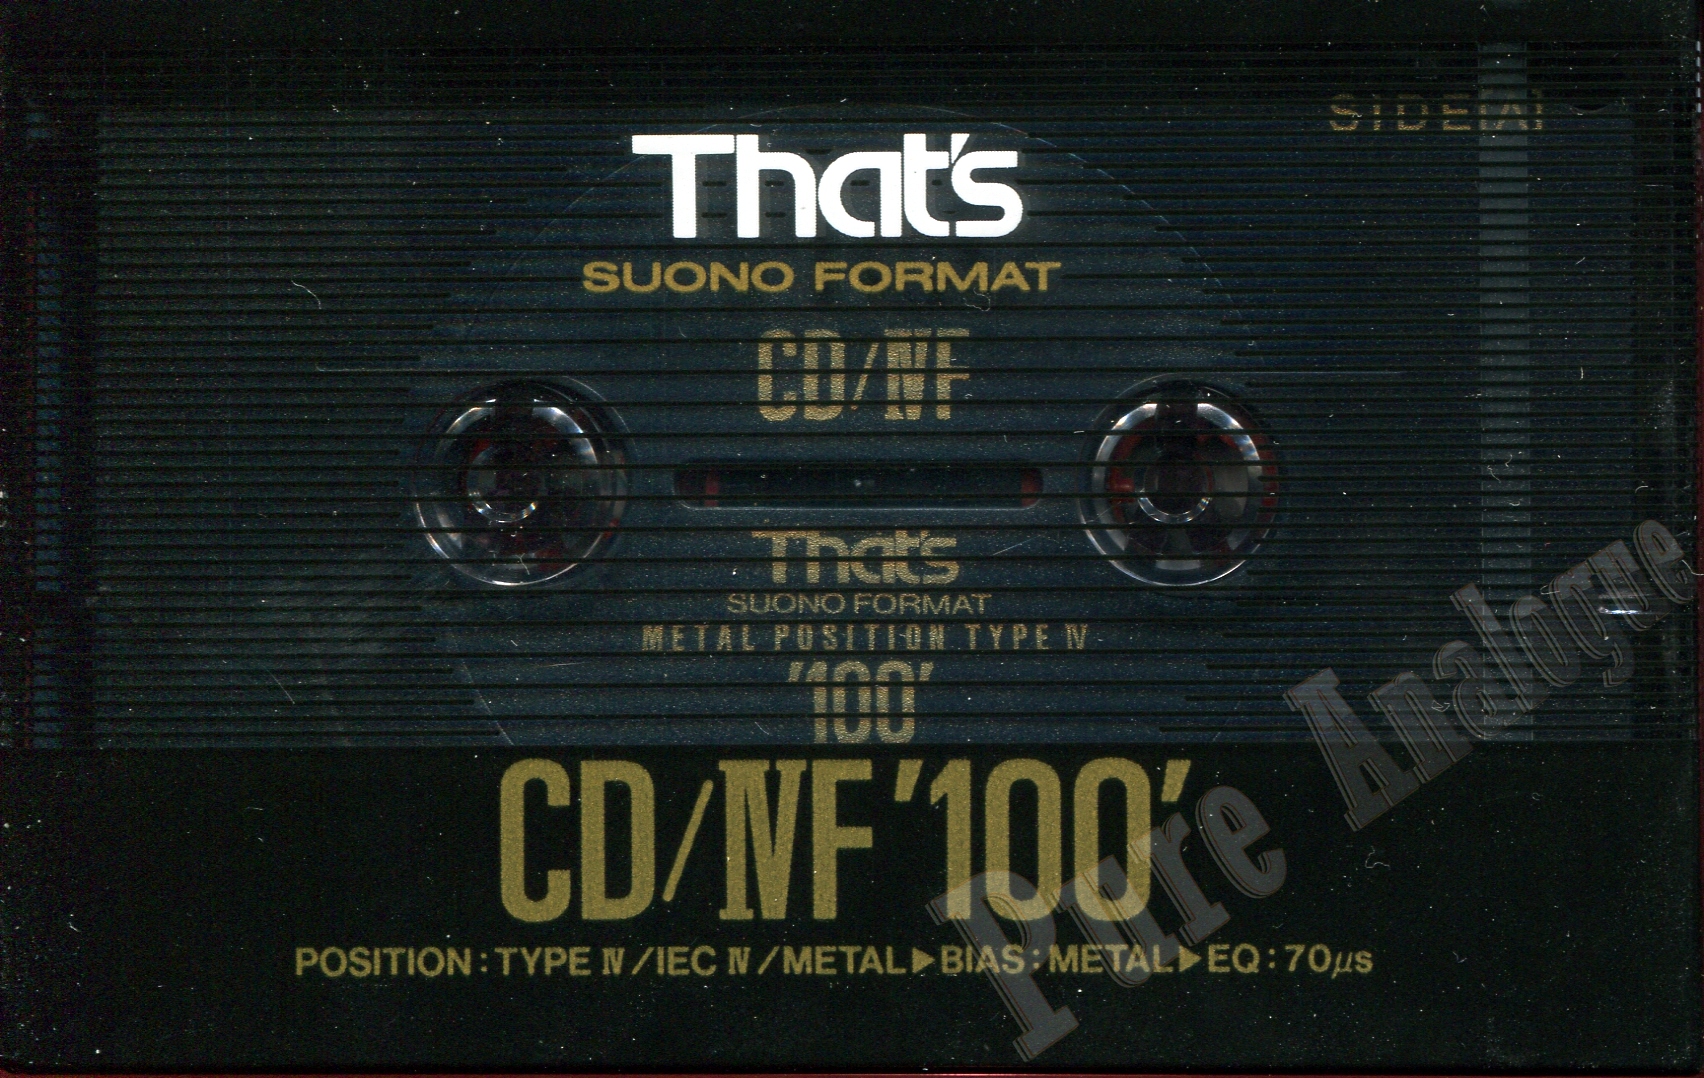 SIDE[A]
That's
SUONO FORMAT
CD/ⅣF
That's
SUONO FORMAT
METAL POSITION TYPE Ⅳ
'100'
CD/ⅣF '100'
POSITION : TYPE Ⅳ/IEC Ⅳ/METAL▶BIAS : METAL▶EQ : 70μs
Pure Analogue